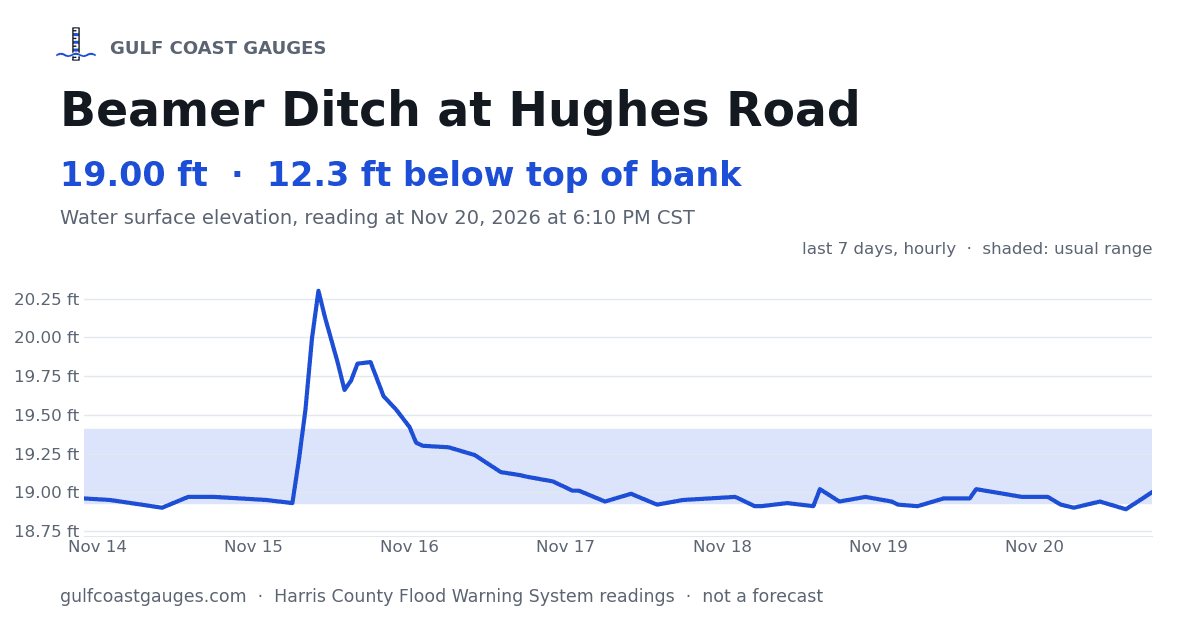 GULF COAST GAUGES
Beamer Ditch at Hughes Road
19.00 ft · 12.3 ft below top of bank
Water surface elevation, reading at Nov 20, 2026 at 6:10 PM CST
last 7 days, hourly · shaded: usual range
20.25 ft
20.00 ft
19.75 ft
19.50 ft
19.25 ft
19.00 ft
18.75 ft
Nov 14 Nov 15 Nov 16 Nov 17 Nov 18 Nov 19 Nov 20
gulfcoastgauges.com · Harris County Flood Warning System readings · not a forecast